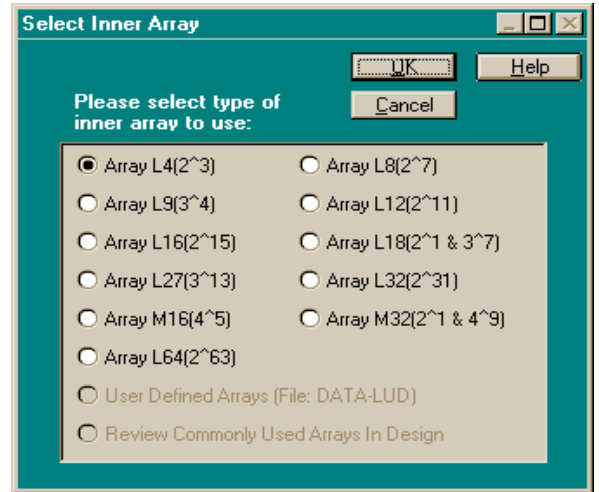 Select Inner Array
OK Help
Please select type of
inner array to use:
Cancel
Array L4(2^3) Array L8(2^7)
Array L9(3^4) Array L12(2^11)
Array L16(2^15) Array L18(2^1 & 3^7)
Array L27(3^13) Array L32(2^31)
Array M16(4^5) Array M32(2^1 & 4^9)
Array L64(2^63)
User Defined Arrays (File: DATA-LUD)
Review Commonly Used Arrays In Design